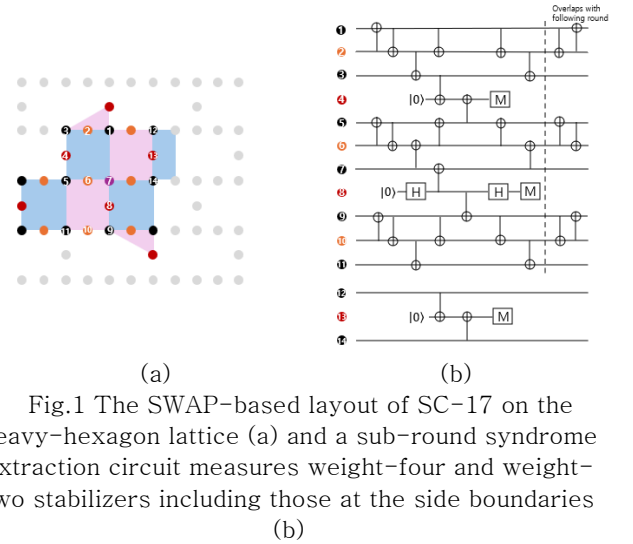 Overlaps with
following round
1
2
3
4 |0⟩ M
5
6
7
8 |0⟩ H H M
9
10
11
12
13 |0⟩ M
14
3 2 1 12
4 13
5 6 7 14
8
11 10 9
(a) (b)
Fig.1 The SWAP-based layout of SC-17 on the
eavy-hexagon lattice (a) and a sub-round syndrome
xtraction circuit measures weight-four and weight-
wo stabilizers including those at the side boundaries
(b)